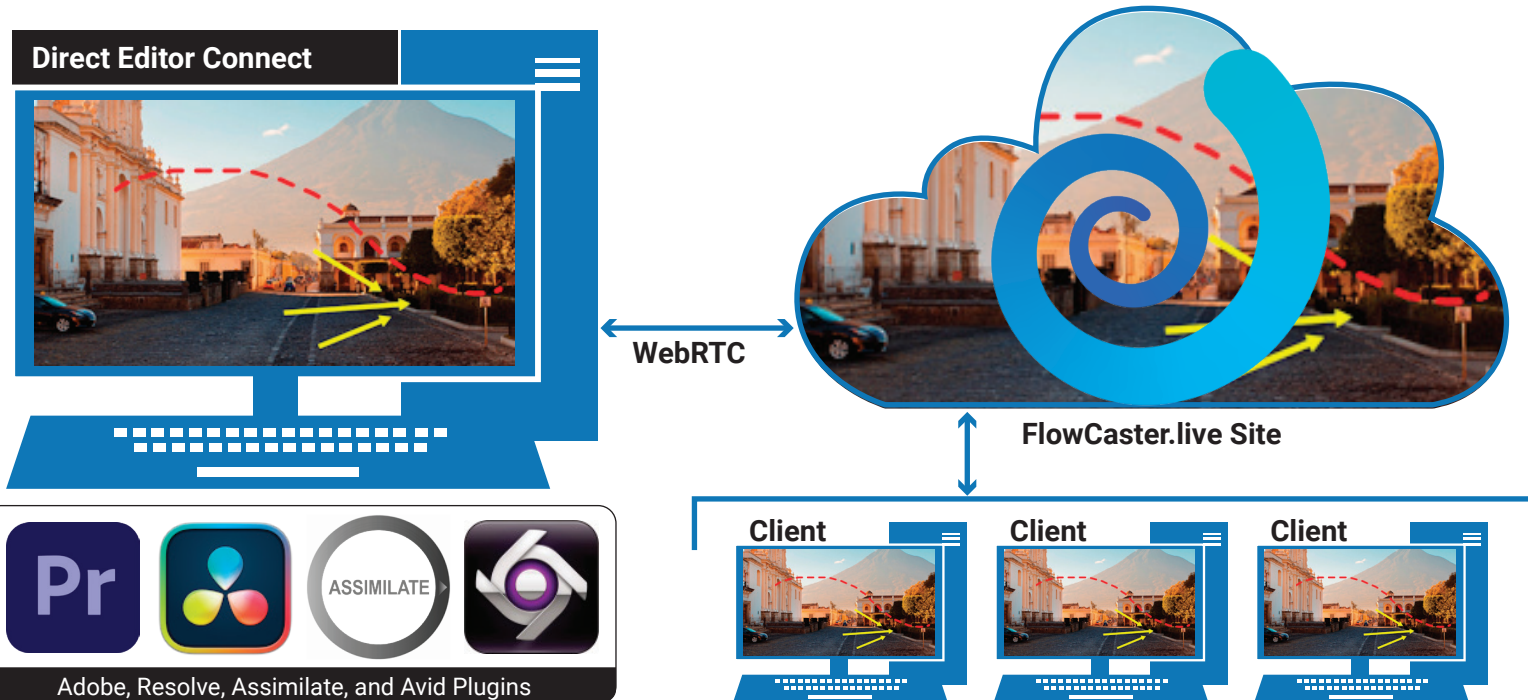 Direct Editor Connect
WebRTC
FlowCaster.live Site
Client
Client
Client
Pr
ASSIMILATE
Adobe, Resolve, Assimilate, and Avid Plugins